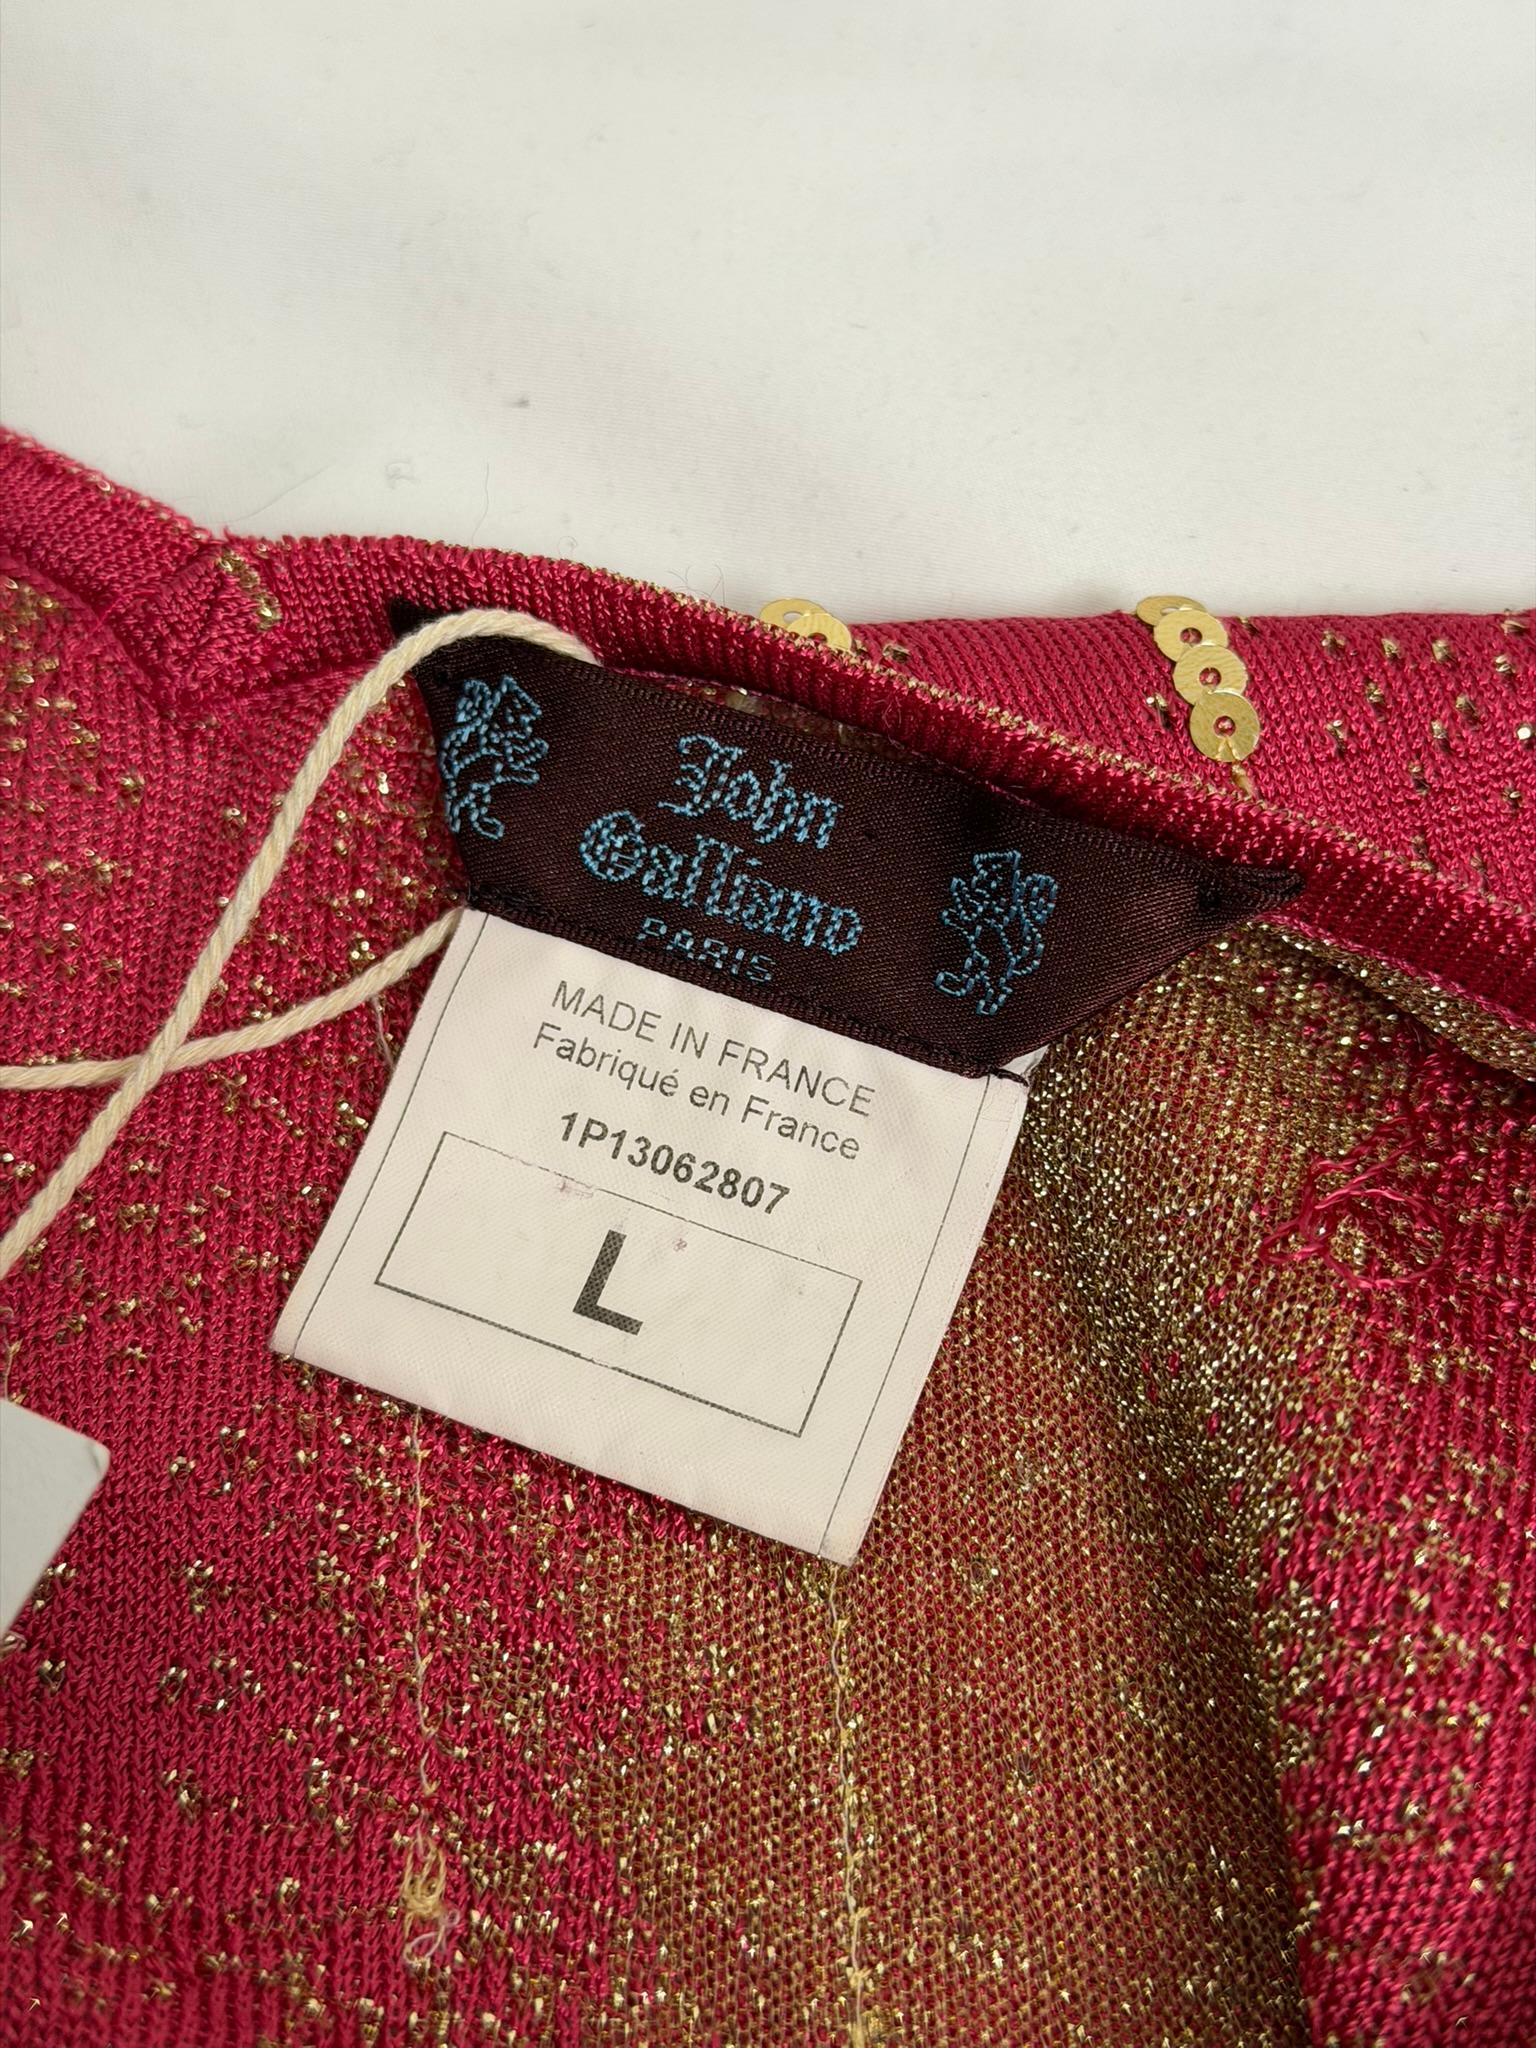 John
Galliano
PARIS
MADE IN FRANCE
Fabriqué en France
1P13062807
L